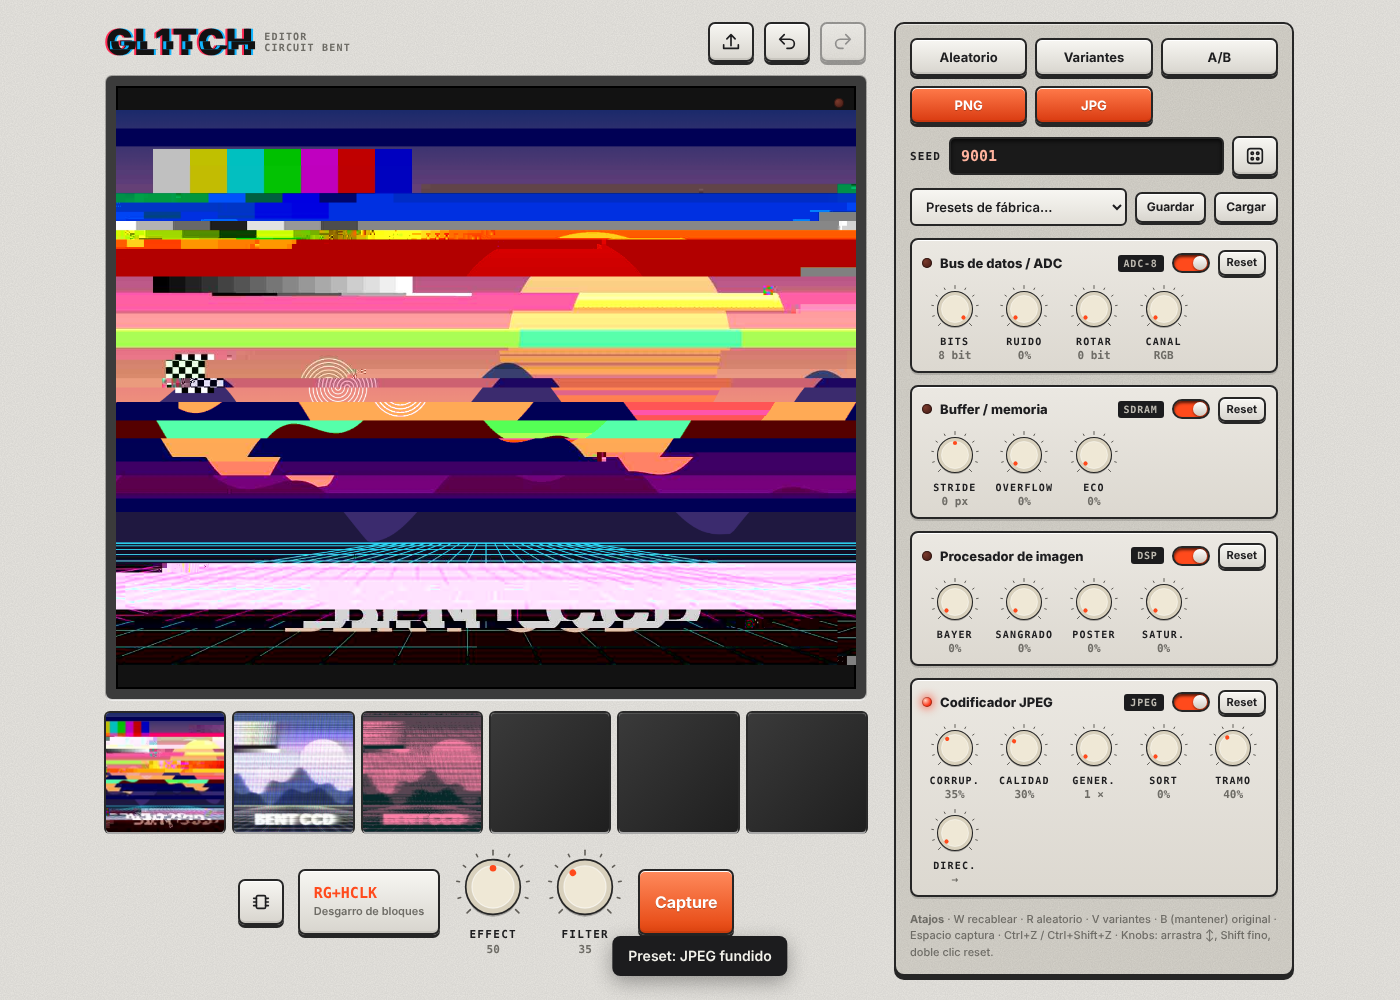 GL1TCH
EDITOR
CIRCUIT BENT
Aleatorio
Variantes
A/B
PNG
JPG
SEED
9001
Presets de fábrica...
Guardar
Cargar
Bus de datos / ADC
ADC-8
Reset
BITS
RUIDO
ROTAR
CANAL
8 bit
0%
0 bit
RGB
Buffer / memoria
SDRAM
Reset
STRIDE
OVERFLOW
ECO
0 px
0%
0%
Procesador de imagen
DSP
Reset
BAYER
SANGRADO
POSTER
SATUR.
0%
0%
0%
0%
Codificador JPEG
JPEG
Reset
CORRUP.
CALIDAD
GENER.
SORT
TRAMO
35%
30%
1 ×
0%
40%
DIREC.
→
Atajos · W recablear · R aleatorio · V variantes · B (mantener) original ·
Espacio captura · Ctrl+Z / Ctrl+Shift+Z · Knobs: arrastra ↕, Shift fino,
doble clic reset.
BENT CCD
BENT CCD
BENT CCD
RG+HCLK
Desgarro de bloques
EFFECT
50
FILTER
35
Capture
Preset: JPEG fundido